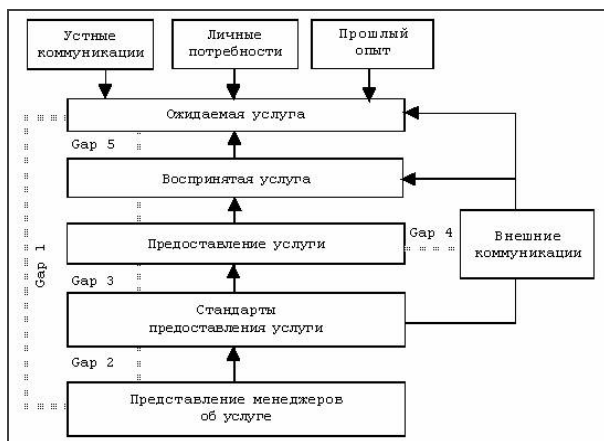 Устные
коммуникации
Личные
потребности
Прошлый
опыт
Ожидаемая услуга
Gap 5
Воспринятая услуга
Предоставление услуги
Gap 4
Внешние
коммуникации
Gap 1
Gap 3
Стандарты
предоставления услуги
Gap 2
Представление менеджеров
об услуге